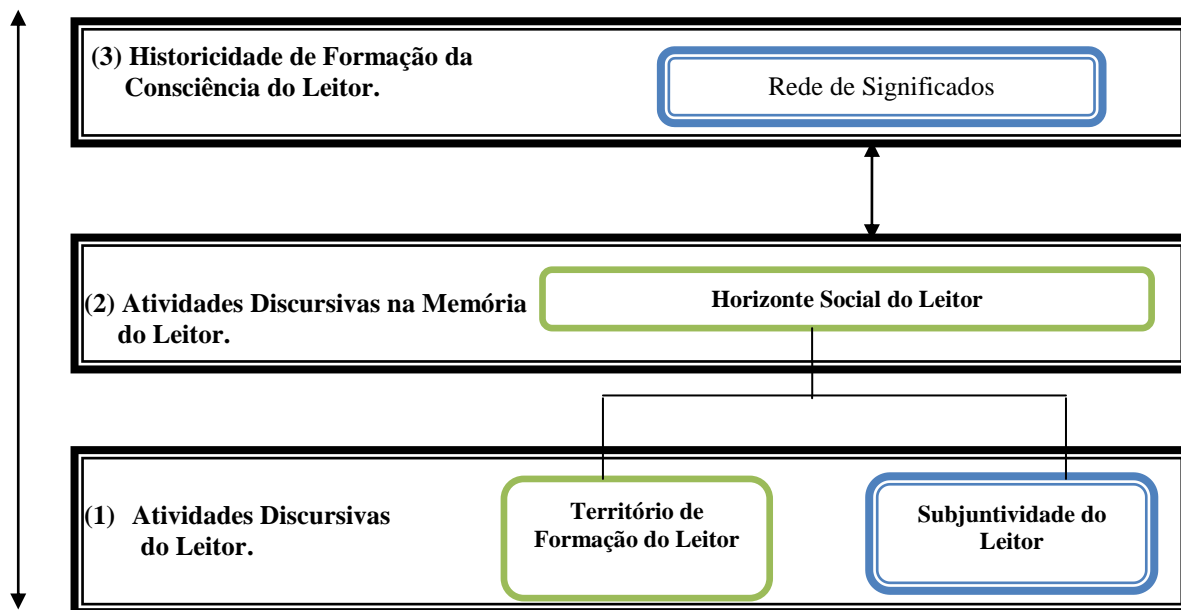 (3) Historicidade de Formação da
Consciência do Leitor.
Rede de Significados
(2) Atividades Discursivas na Memória
do Leitor.
Horizonte Social do Leitor
(1) Atividades Discursivas
do Leitor.
Território de
Formação do Leitor
Subjuntividade do
Leitor